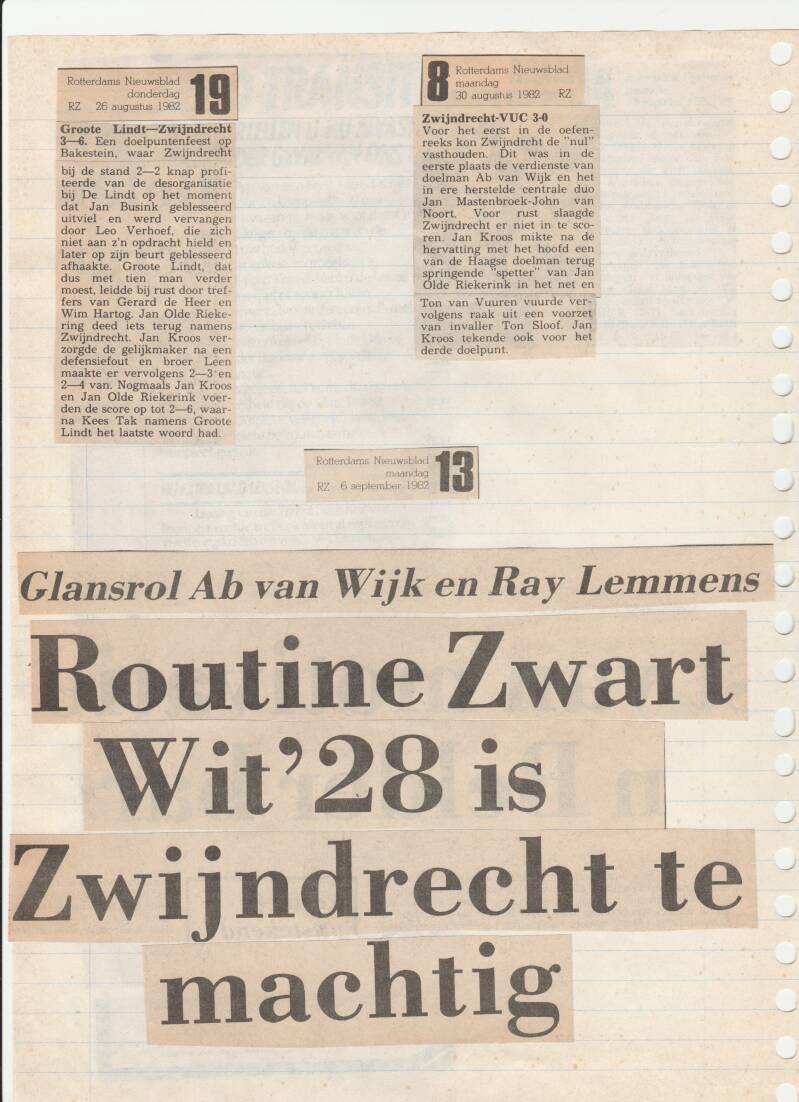 Rotterdams Nieuwsblad
donderdag
RZ 26 augustus 1982
19
Groote Lindt—Zwijndrecht
3—6. Een doelpuntenfeest op
Bakestein, waar Zwijndrecht
bij de stand 2—2 knap profi-
teerde van de desorganisatie
bij De Lindt op het moment
dat Jan Busink geblesseerd
uitviel en werd vervangen
door Leo Verhoef, die zich
niet aan z'n opdracht hield en
later op zijn beurt geblesseerd
afhaakte. Groote Lindt, dat
dus met tien man verder
moest, leidde bij rust door tref-
fers van Gerard de Heer en
Wim Hartog. Jan Olde Rieke-
ring deed iets terug namens
Zwijndrecht. Jan Kroos ver-
zorgde de gelijkmaker na een
defensiefout en broer Leen
maakte er vervolgens 2—3 en
2—4 van. Nogmaals Jan Kroos
en Jan Olde Riekerink voer-
den de score op tot 2—6, waar-
na Kees Tak namens Groote
Lindt het laatste woord had.
8
Rotterdams Nieuwsblad
maandag
30 augustus 1982 RZ
Zwijndrecht-VUC 3-0
Voor het eerst in de oefen-
reeks kon Zwijndrcht de "nul"
vasthouden. Dit was in de
eerste plaats de verdienste van
doelman Ab van Wijk en het
in ere herstelde centrale duo
Jan Mastenbroek-John van
Noort. Voor rust slaagde
Zwijndrecht er niet in te sco-
ren. Jan Kroos mikte na de
hervatting met het hoofd een
van de Haagse doelman terug
springende "spetter" van Jan
Olde Riekerink in het net en
Ton van Vuuren vuurde ver-
volgens raak uit een voorzet
van invaller Ton Sloof. Jan
Kroos tekende ook voor het
derde doelpunt.
Rotterdams Nieuwsblad
maandag
RZ 6 september 1982
13
Glansrol Ab van Wijk en Ray Lemmens
Routine Zwart
Wit'28 is
Zwijndrecht te
machtig